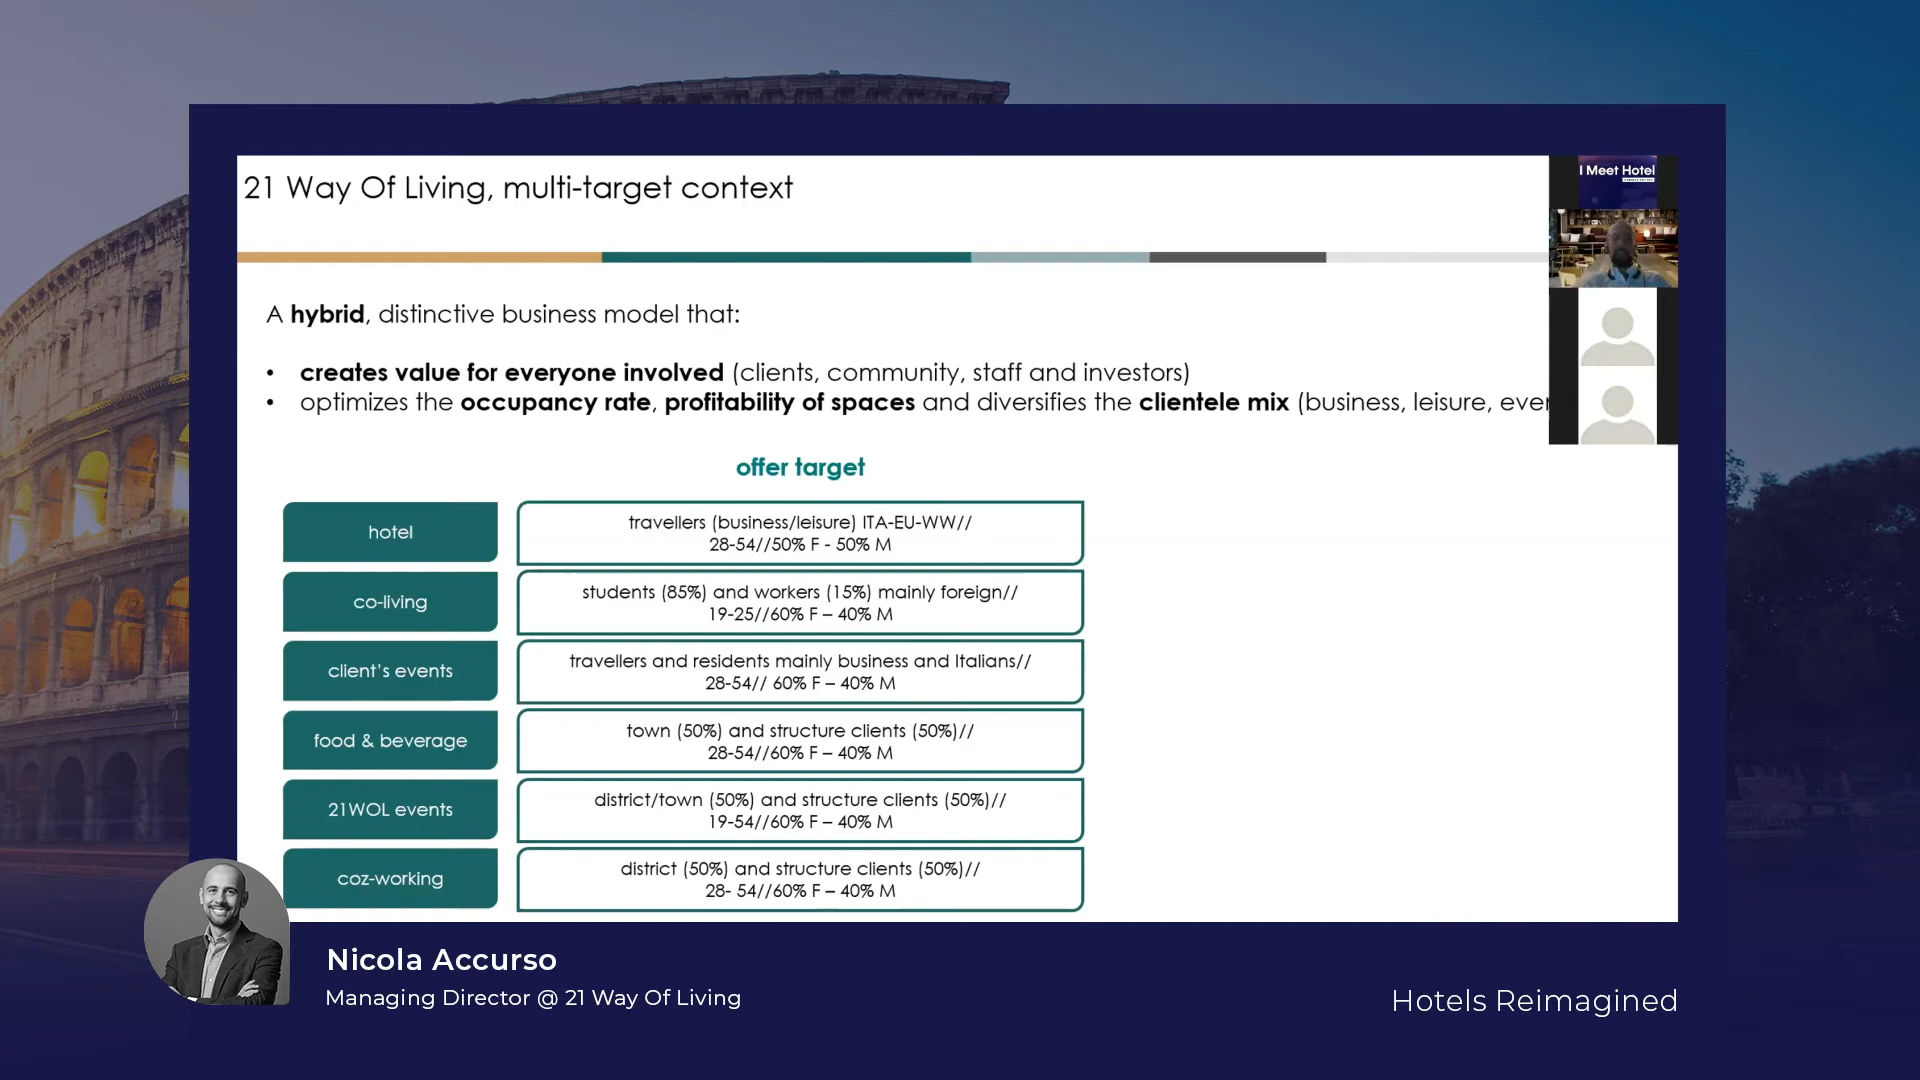 21 Way Of Living, multi-target context
I Meet Hotel
A hybrid, distinctive business model that:
• creates value for everyone involved (clients, community, staff and investors)
• optimizes the occupancy rate, profitability of spaces and diversifies the clientele mix (business, leisure,
offer target
hotel
travellers (business/leisure) ITA-EU-WW//
28-54//50% F - 50% M
co-living
students (85%) and workers (15%) mainly foreign//
19-25//60% F – 40% M
client's events
travellers and residents mainly business and Italians//
28-54// 60% F – 40% M
food & beverage
town (50%) and structure clients (50%)//
28-54//60% F – 40% M
21WOL events
district/town (50%) and structure clients (50%)//
19-54//60% F – 40% M
coz-working
district (50%) and structure clients (50%)//
28- 54//60% F – 40% M
Nicola Accurso
Managing Director @ 21 Way Of Living
Hotels Reimagined